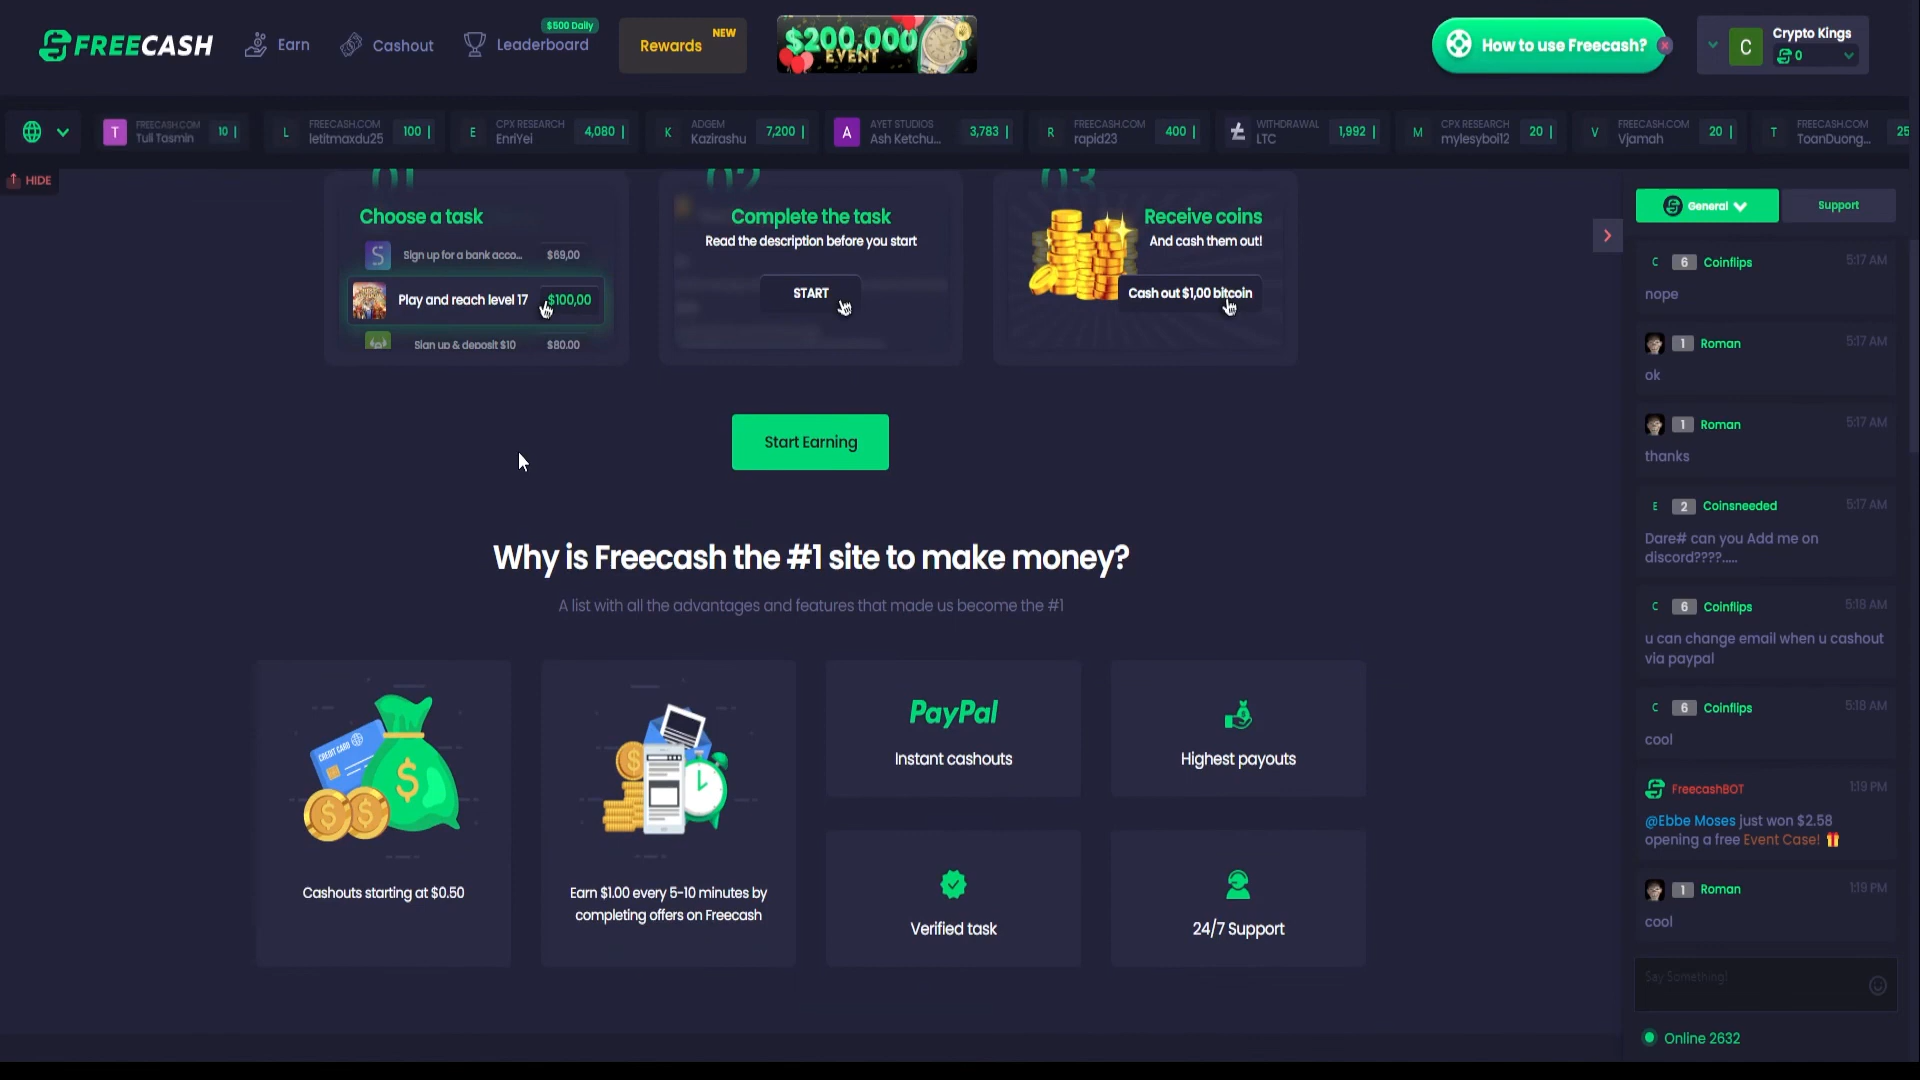 FREECASH
Earn
Cashout
$500 Daily
Leaderboard
Rewards
NEW
$200,000
EVENT
How to use Freecash?
C
Crypto Kings
0
T
FREECASH.COM
Tuli Tasmin
10
L
FREECASH.COM
letitmaxdu25
100
E
CPX RESEARCH
EnriYei
4,080
K
ADGEM
Kazirashu
7,200
A
AYET STUDIOS
Ash Ketchu...
3,783
R
FREECASH.COM
rapid23
400
WITHDRAWAL
LTC
1,992
M
CPX RESEARCH
mylesyboi12
20
V
FREECASH.COM
Vjamah
20
T
FREECASH.COM
ToanDuong...
25
HIDE
01
Choose a task
Sign up for a bank acco...
$69,00
Play and reach level 17
$100,00
Sign up & deposit $10
$80.00
02
Complete the task
Read the description before you start
START
03
Receive coins
And cash them out!
Cash out $1,00 bitcoin
Start Earning
Why is Freecash the #1 site to make money?
A list with all the advantages and features that made us become the #1
CREDIT CARD
Cashouts starting at $0.50
Earn $1.00 every 5-10 minutes by
completing offers on Freecash
PayPal
Instant cashouts
Highest payouts
Verified task
24/7 Support
General
Support
C 6 Coinflips 5:17 AM
nope
1 Roman 5:17 AM
ok
1 Roman 5:17 AM
thanks
E 2 Coinsneeded 5:17 AM
Dare# can you Add me on
discord????.....
C 6 Coinflips 5:18 AM
u can change email when u cashout
via paypal
C 6 Coinflips 5:18 AM
cool
FreecashBOT 1:19 PM
@Ebbe Moses just won $2.58
opening a free Event Case!
1 Roman 1:19 PM
cool
Say Something!
Online 2632